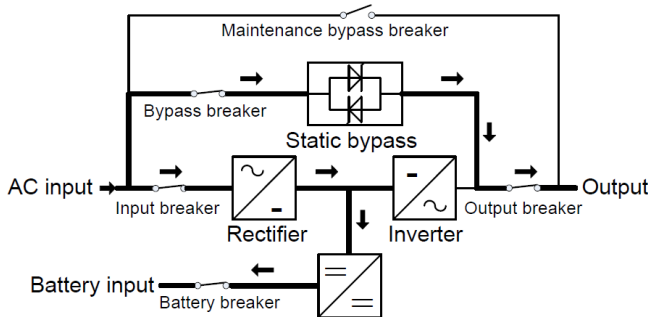 Maintenance bypass breaker
Bypass breaker
Static bypass
AC input
Input breaker
Rectifier
Inverter
Output breaker
Output
Battery input
Battery breaker